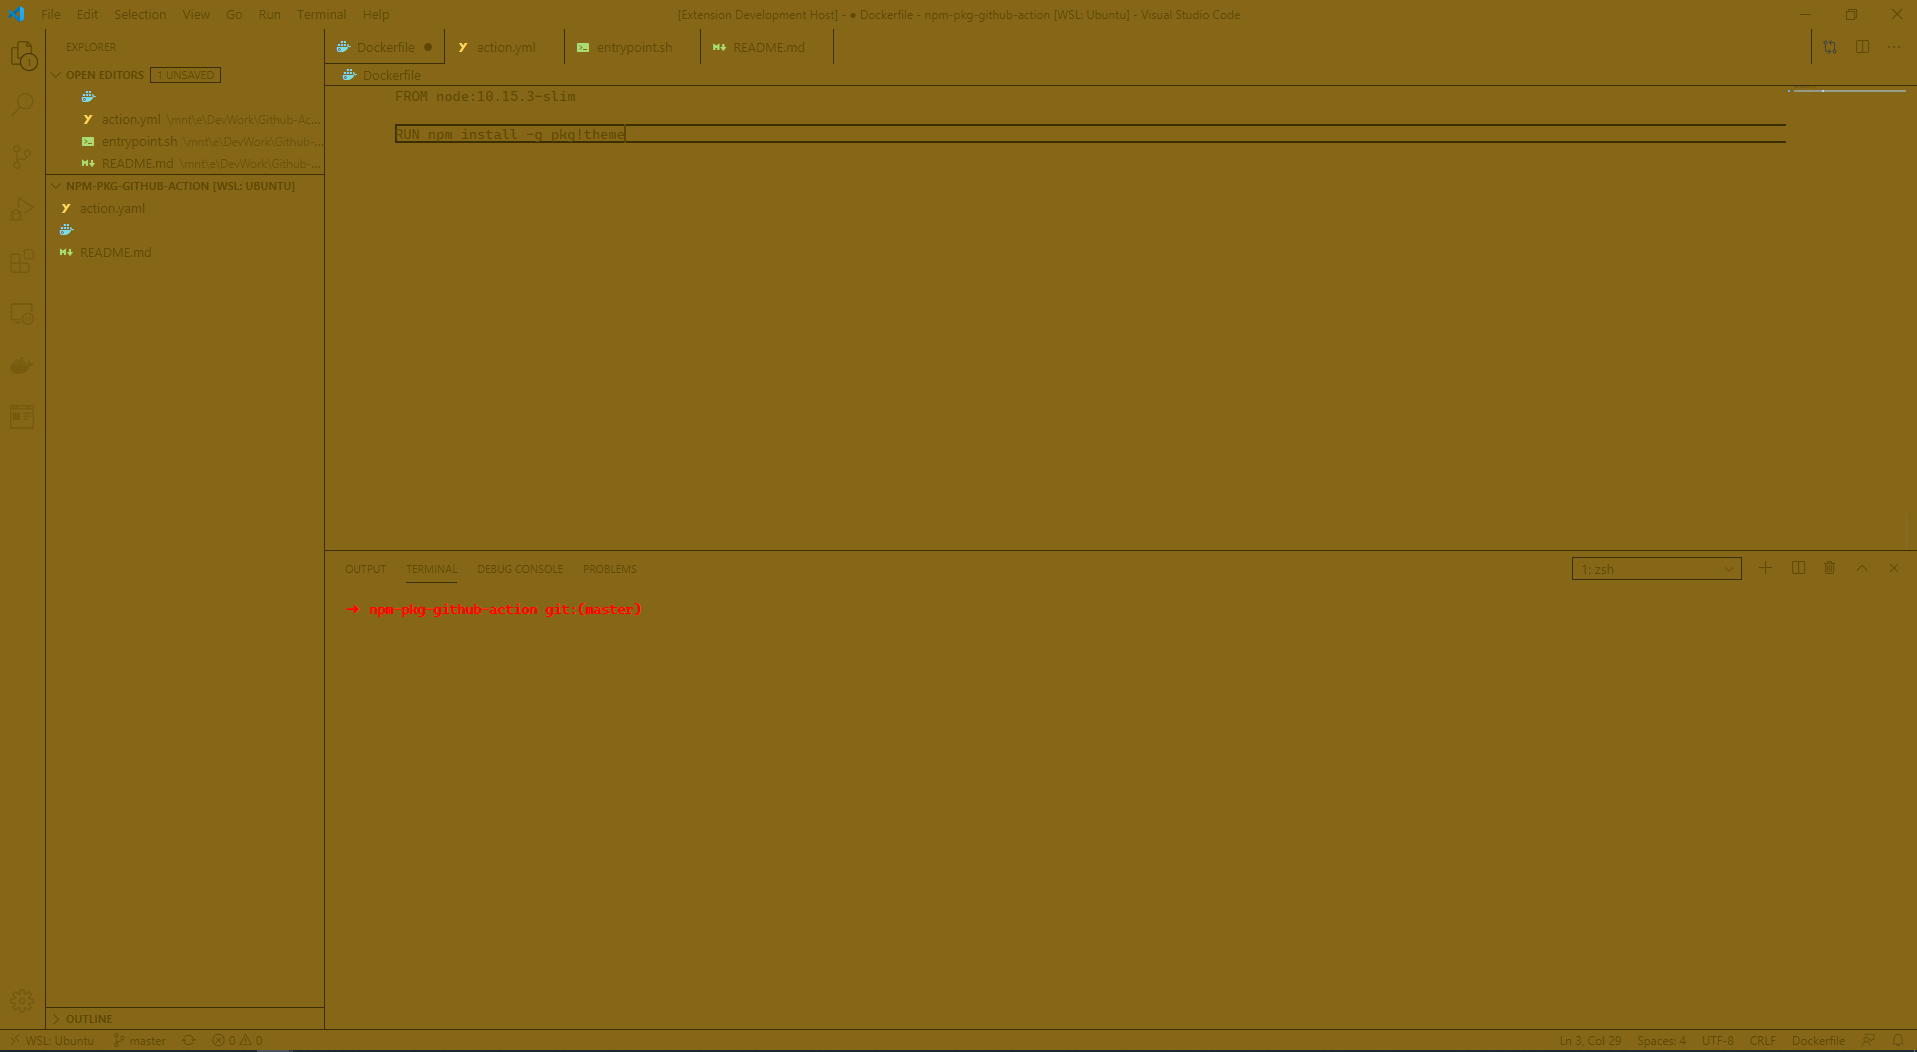 File Edit Selection View Go Run Terminal Help
[Extension Development Host] - ● Dockerfile - npm-pkg-github-action [WSL: Ubuntu] - Visual Studio Code
EXPLORER
OPEN EDITORS 1 UNSAVED
action.yml \mnt\e\DevWork\Github-Ac...
entrypoint.sh \mnt\e\DevWork\Github-...
README.md \mnt\e\DevWork\Github-...
NPM-PKG-GITHUB-ACTION [WSL: UBUNTU]
action.yaml
README.md
OUTLINE
1
Dockerfile ● action.yml entrypoint.sh README.md
Dockerfile
FROM node:10.15.3-slim
RUN npm install -g pkg!theme
OUTPUT TERMINAL DEBUG CONSOLE PROBLEMS
1: zsh
➜ npm-pkg-github-action git:(master)
WSL: Ubuntu master 0 0
Ln 3, Col 29 Spaces: 4 UTF-8 CRLF Dockerfile